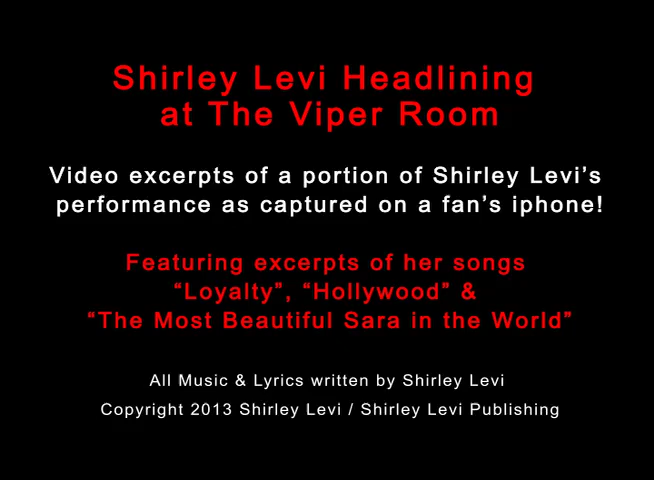 Shirley Levi Headlining
at The Viper Room
Video excerpts of a portion of Shirley Levi’s
performance as captured on a fan’s iphone!
Featuring excerpts of her songs
“Loyalty”, “Hollywood” &
“The Most Beautiful Sara in the World”
All Music & Lyrics written by Shirley Levi
Copyright 2013 Shirley Levi / Shirley Levi Publishing